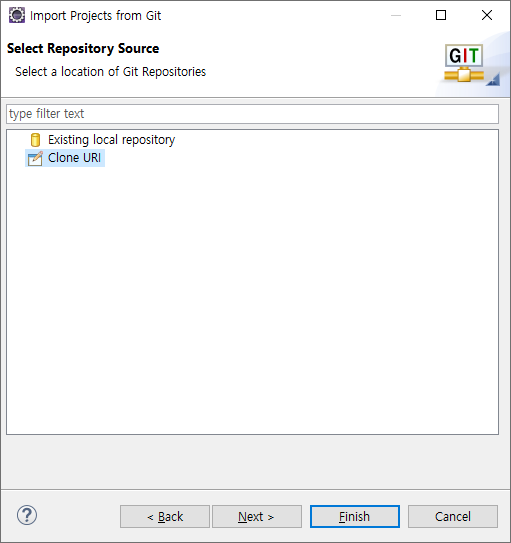 Import Projects from Git
Select Repository Source
Select a location of Git Repositories
GIT
type filter text
Existing local repository
Clone URI
?
< Back
Next >
Finish
Cancel